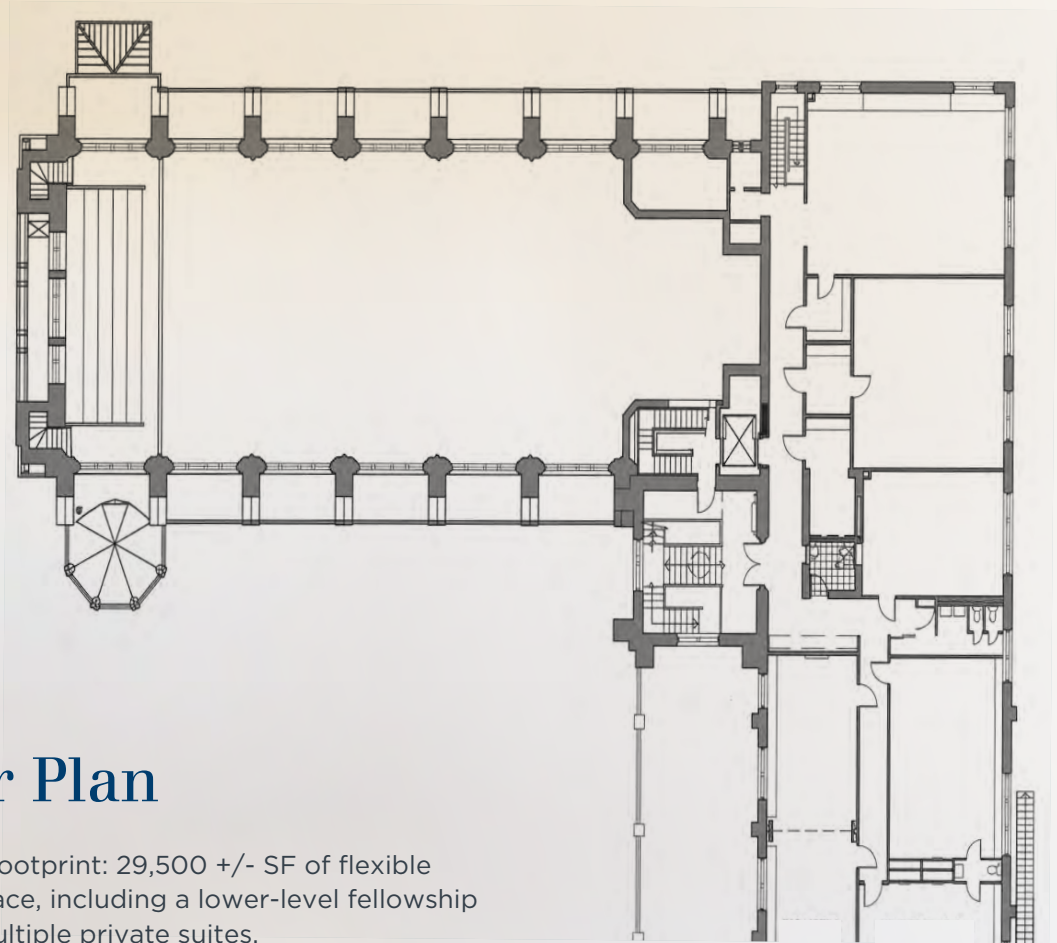 r Plan
ootprint: 29,500 +/- SF of flexible
ace, including a lower-level fellowship
ultiple private suites.